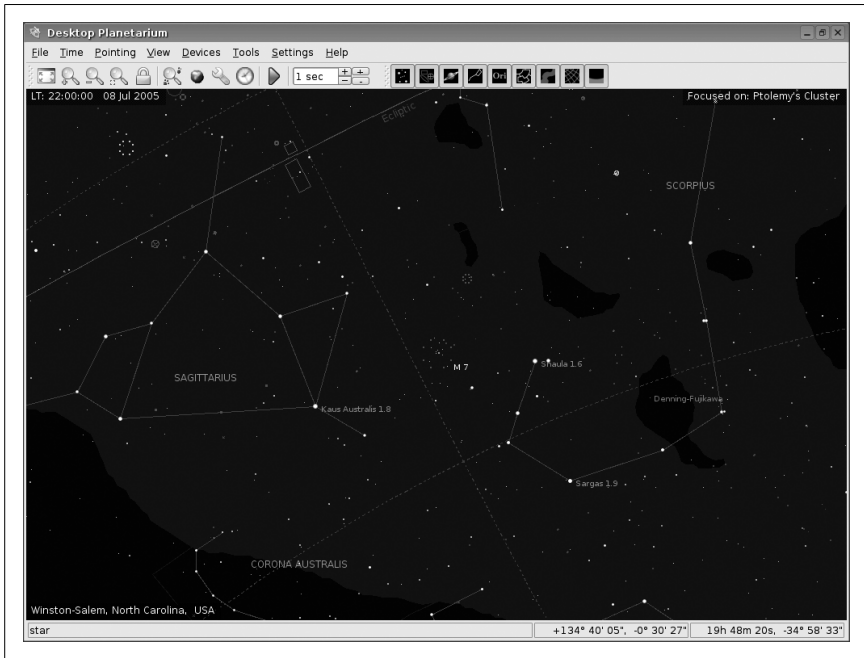 Desktop Planetarium
File Time Pointing View Devices Tools Settings Help
1 sec
Ori
LT: 22:00:00 08 Jul 2005
Focused on: Ptolemy's Cluster
Ecliptic
SCORPIUS
M 7
Shaula 1.6
SAGITTARIUS
Denning-Fujikawa
Kaus Australis 1.8
Sargas 1.9
CORONA AUSTRALIS
Winston-Salem, North Carolina, USA
star
+134° 40' 05", -0° 30' 27"
19h 48m 20s, -34° 58' 33"